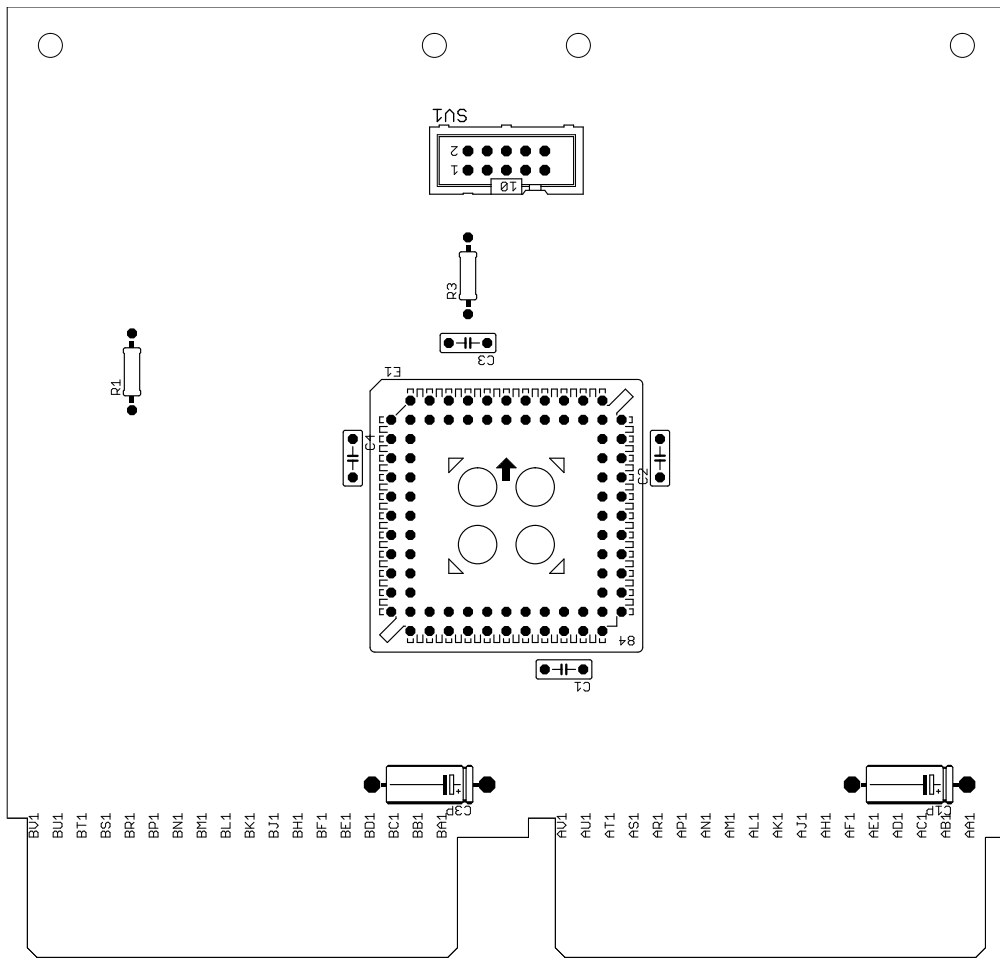 SV1
2
1
10
R3
C3
R1
E1
C4
C2
84
C1
C3P
C1P
BV1 BU1 BT1 BS1 BR1 BP1 BN1 BM1 BL1 BK1 BJ1 BH1 BF1 BE1 BD1 BC1 BB1 BA1 AV1 AU1 AT1 AS1 AR1 AP1 AN1 AM1 AL1 AK1 AJ1 AH1 AF1 AE1 AD1 AC1 AB1 AA1